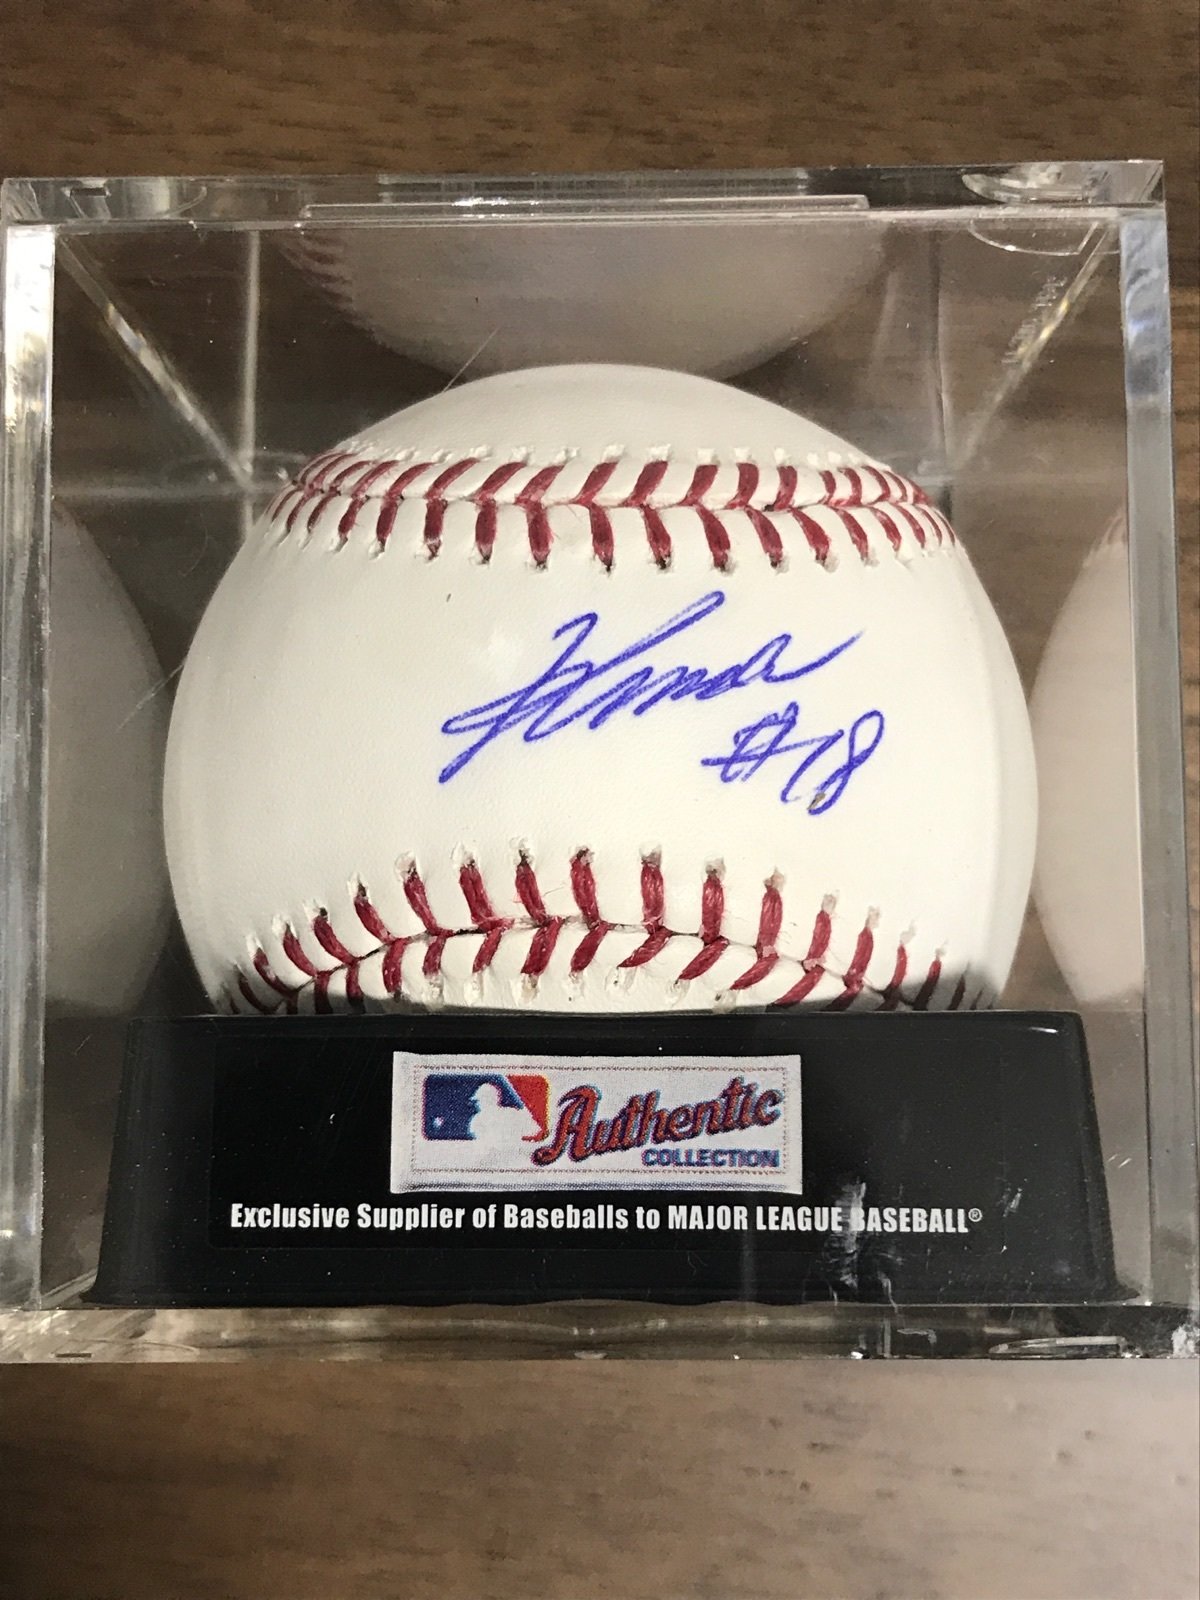 #18
Authentic
COLLECTION
Exclusive Supplier of Baseballs to MAJOR LEAGUE BASEBALL®